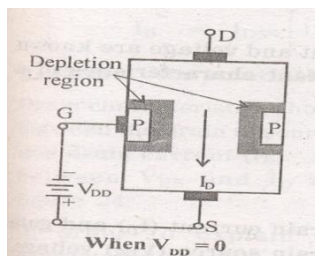 D
Depletion
region
G
P
P
I_D
V_DD
S
When V_DD = 0